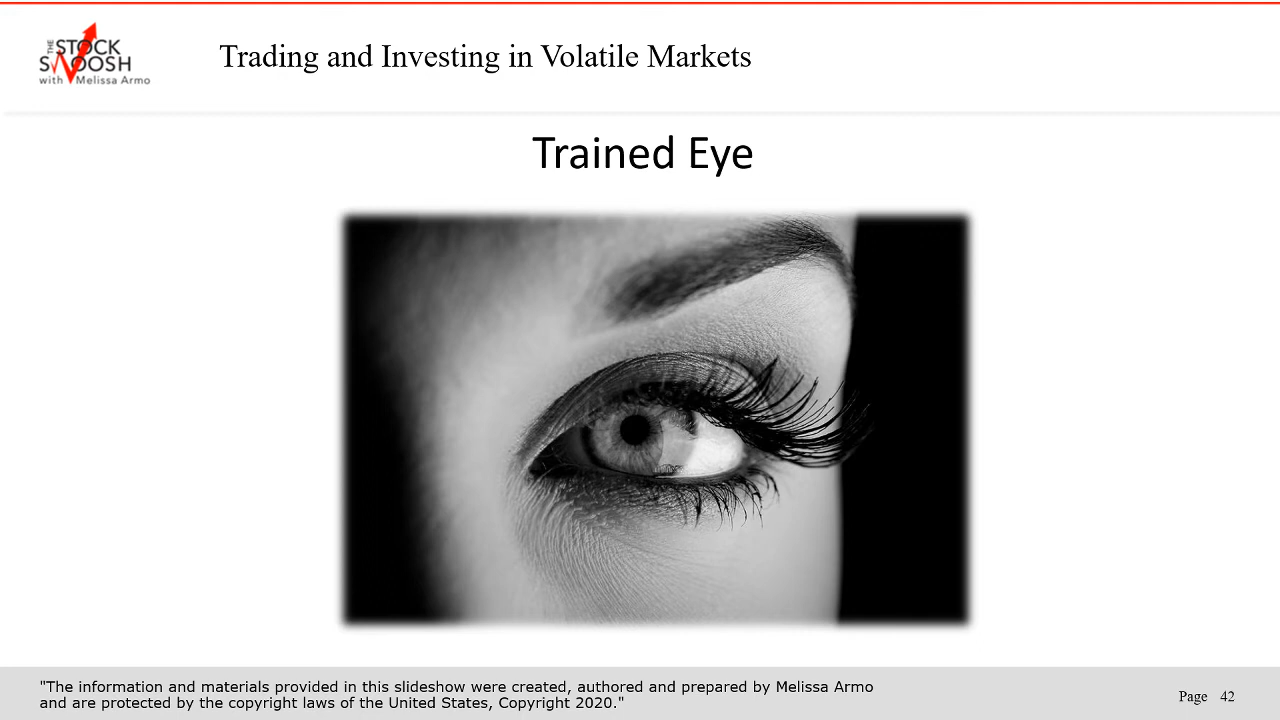 THE
STOCK
SWOOSH
with Melissa Armo
Trading and Investing in Volatile Markets
Trained Eye
"The information and materials provided in this slideshow were created, authored and prepared by Melissa Armo
and are protected by the copyright laws of the United States, Copyright 2020."
Page 42